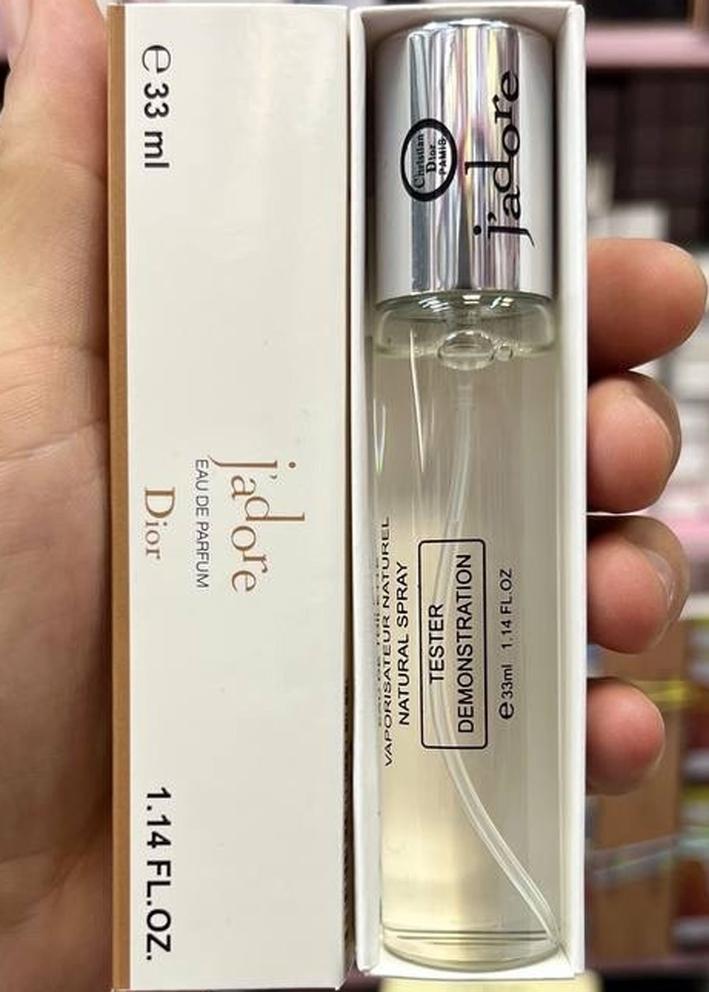 e 33 ml
j'adore
EAU DE PARFUM
Dior
1.14 FL.OZ.
Christian
Dior
PARIS
j'adore
VAPORISATEUR NATUREL
NATURAL SPRAY
TESTER
DEMONSTRATION
e 33ml 1.14 FL.OZ